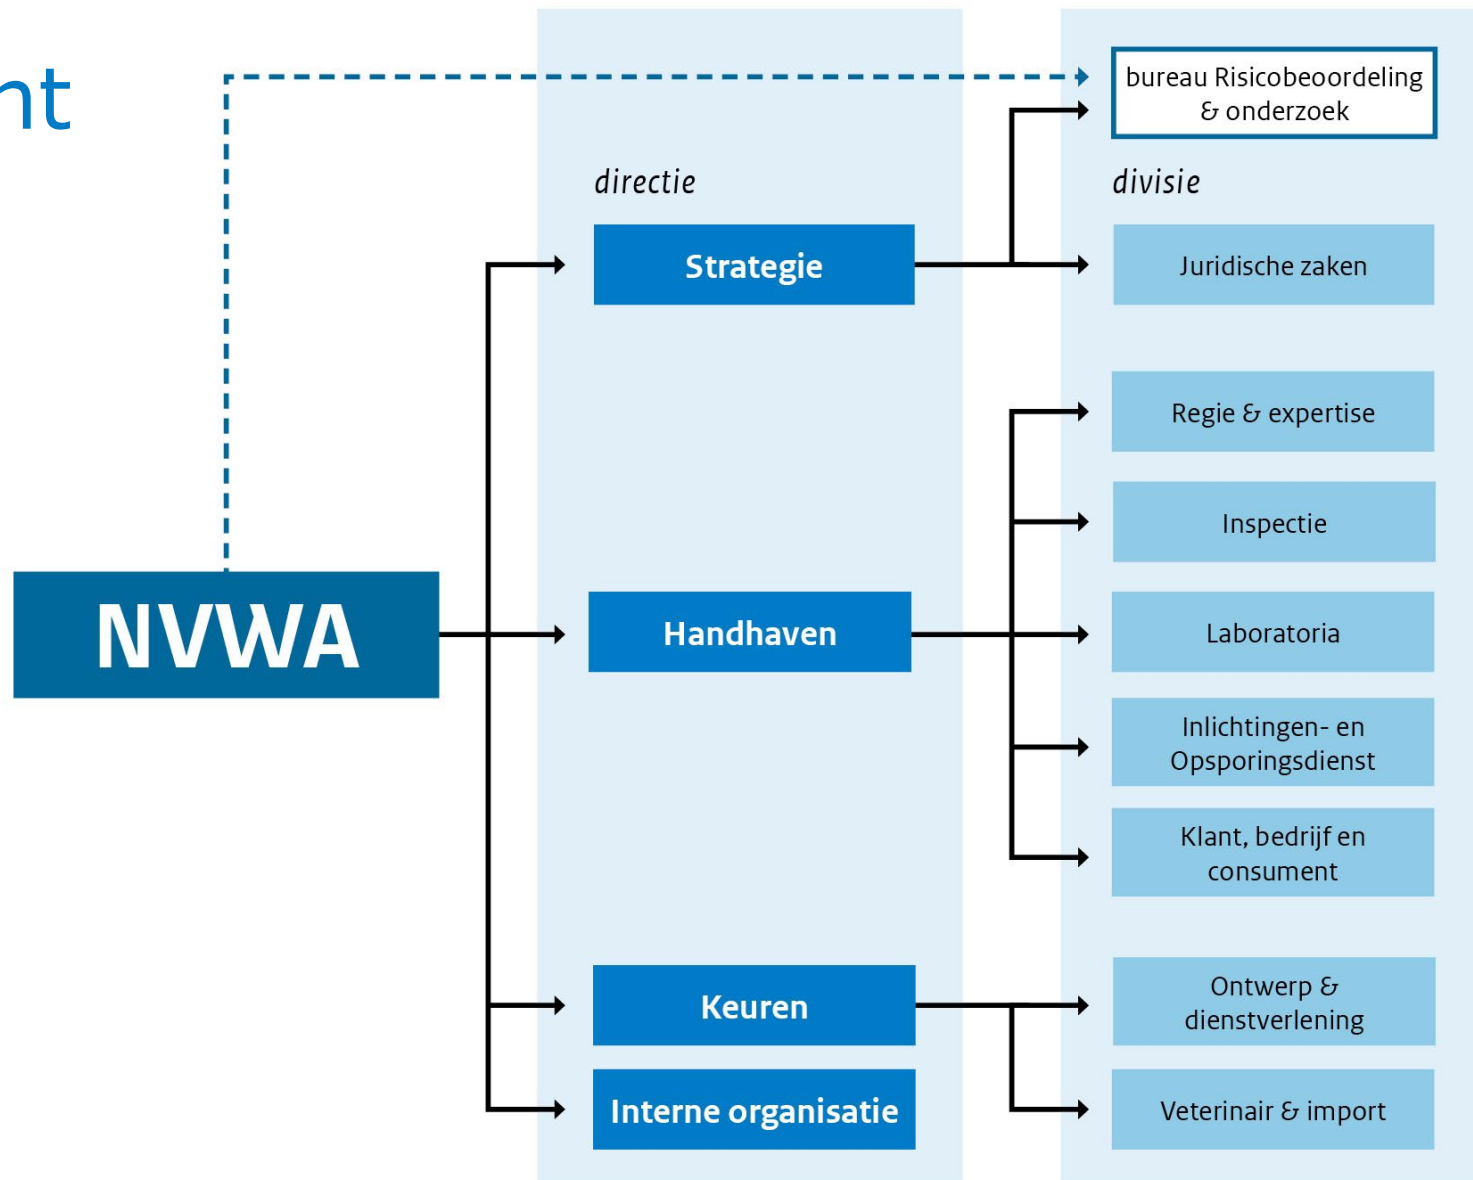 nt
bureau Risicobeoordeling
& onderzoek
directie
divisie
Strategie
Juridische zaken
Regie & expertise
Inspectie
NVWA
Handhaven
Laboratoria
Inlichtingen- en
Opsporingsdienst
Klant, bedrijf en
consument
Keuren
Ontwerp &
dienstverlening
Interne organisatie
Veterinair & import